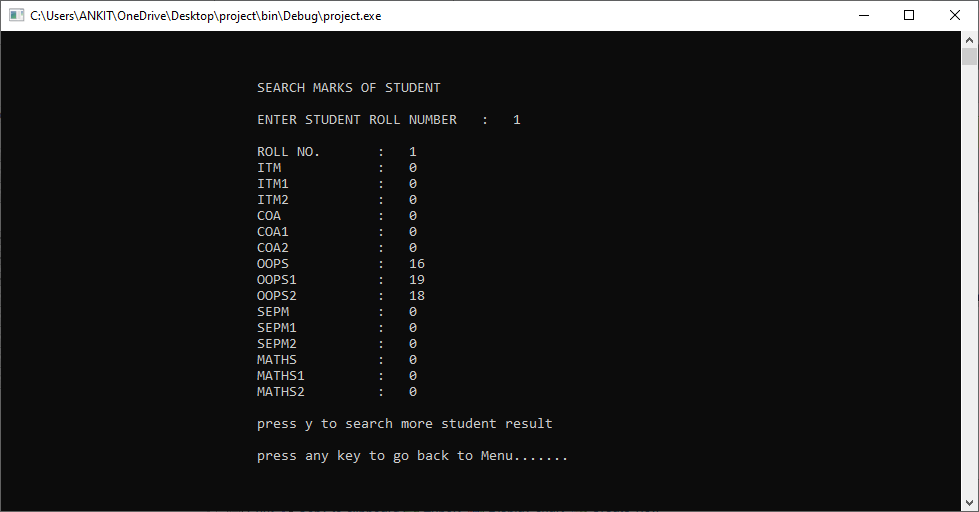 C:\Users\ANKIT\OneDrive\Desktop\project\bin\Debug\project.exe
SEARCH MARKS OF STUDENT
ENTER STUDENT ROLL NUMBER : 1
ROLL NO. : 1
ITM : 0
ITM1 : 0
ITM2 : 0
COA : 0
COA1 : 0
COA2 : 0
OOPS : 16
OOPS1 : 19
OOPS2 : 18
SEPM : 0
SEPM1 : 0
SEPM2 : 0
MATHS : 0
MATHS1 : 0
MATHS2 : 0
press y to search more student result
press any key to go back to Menu.......